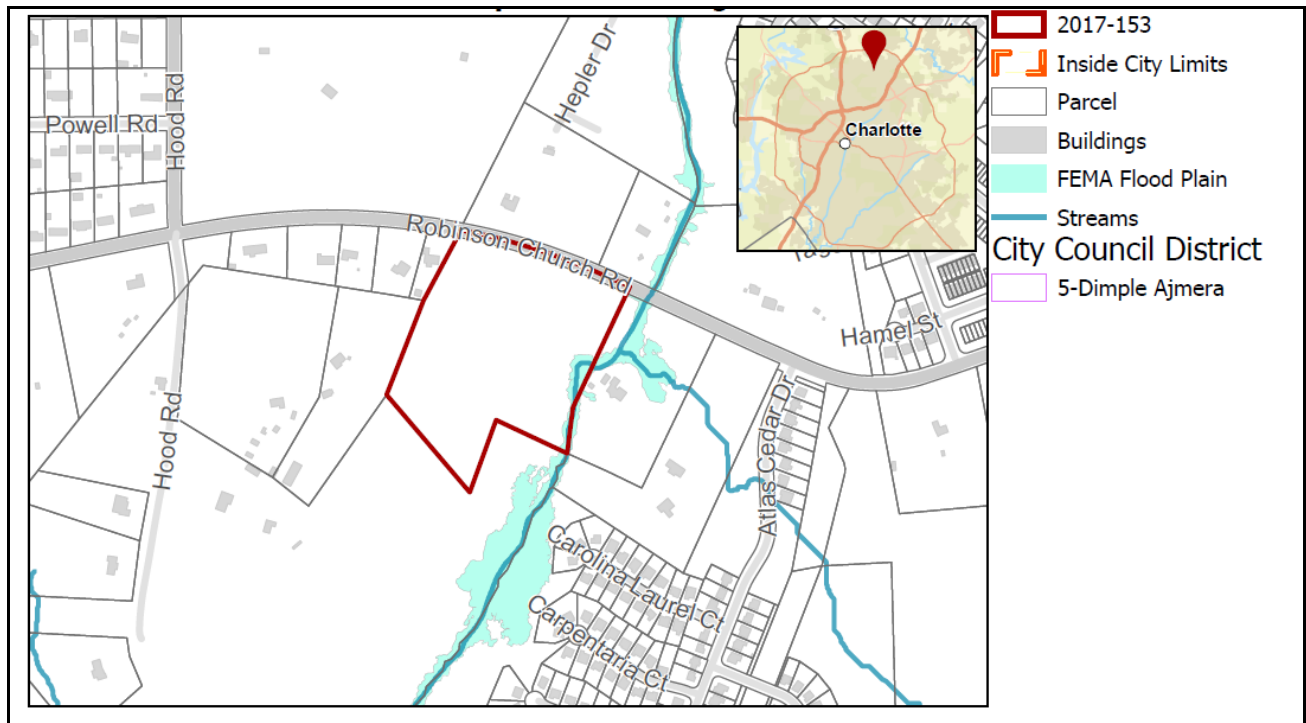 Hepler Dr
Powell Rd
Hood Rd
Robinson Church Rd
Hamel St
Hood Rd
Atlas Cedar Dr
Carolina Laurel Ct
Carpentaria Ct
Charlotte
2017-153
Inside City Limits
Parcel
Buildings
FEMA Flood Plain
Streams
City Council District
5-Dimple Ajmera